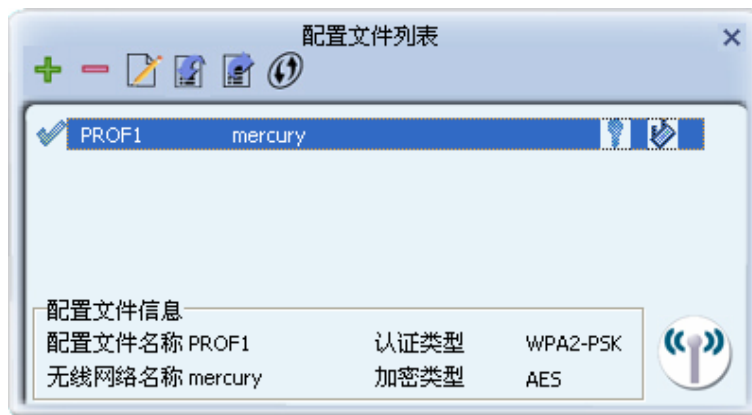 配置文件列表
PROF1 mercury
配置文件信息
配置文件名称 PROF1 认证类型 WPA2-PSK
无线网络名称 mercury 加密类型 AES